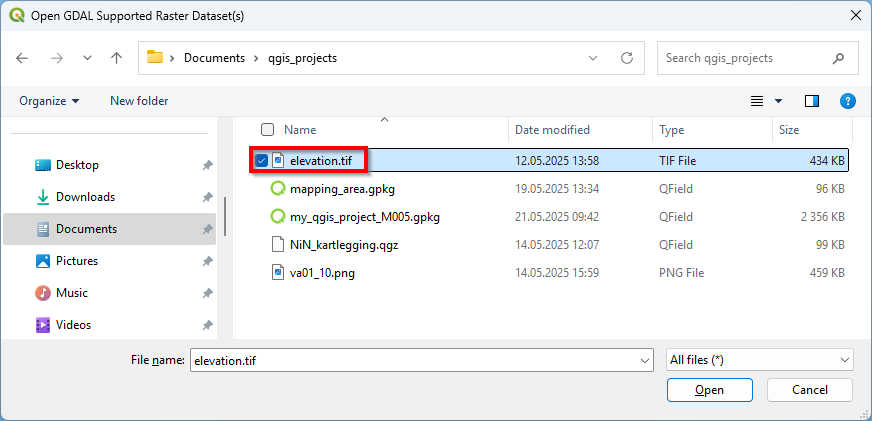 Open GDAL Supported Raster Dataset(s)
Documents qgis_projects Search qgis_projects
Organize New folder
Name Date modified Type Size
Desktop
Downloads
Documents
Pictures
Music
Videos
elevation.tif 12.05.2025 13:58 TIF File 434 KB
mapping_area.gpkg 19.05.2025 13:34 QField 96 KB
my_qgis_project_M005.gpkg 21.05.2025 09:42 QField 2 356 KB
NiN_kartlegging.qgz 14.05.2025 12:07 QField 99 KB
va01_10.png 14.05.2025 15:59 PNG File 459 KB
File name: elevation.tif All files (*)
Open Cancel